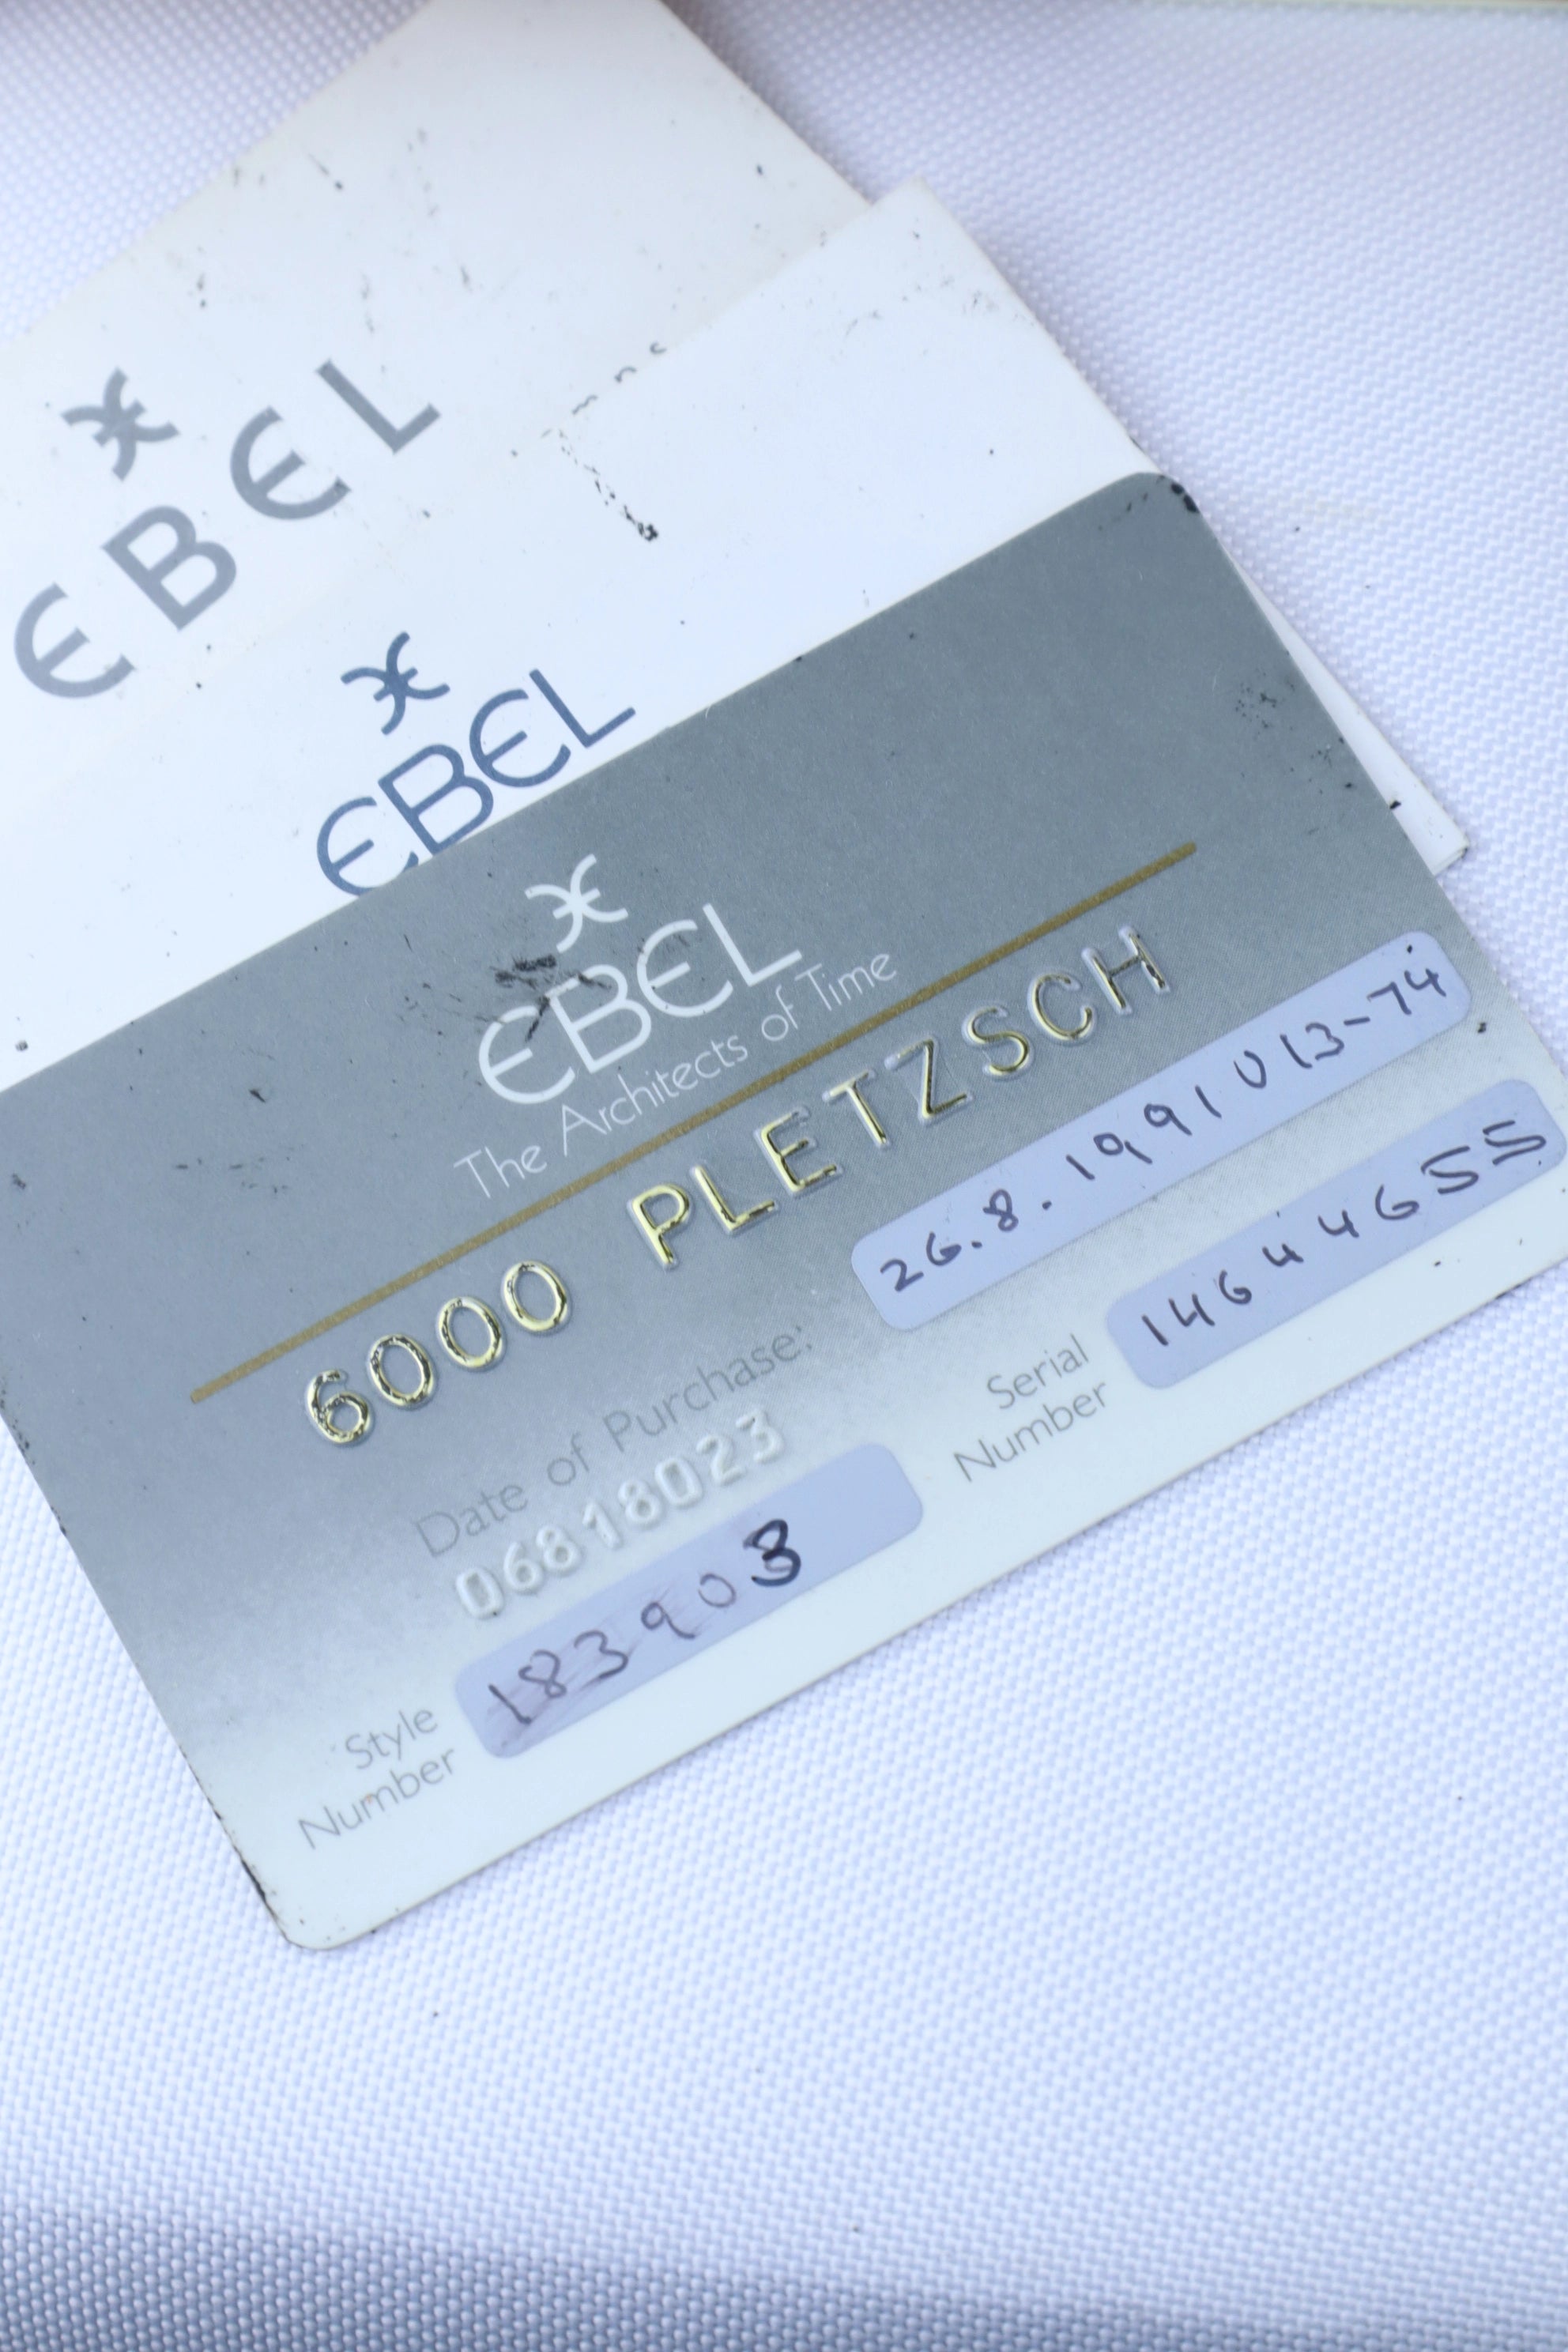 EBEL
EBEL
EBEL
The Architects of Time
6000 PLETZSCH
Date of Purchase: 26.8.1991 U 13-74
06818023
Style Number 183903
Serial Number 14644655